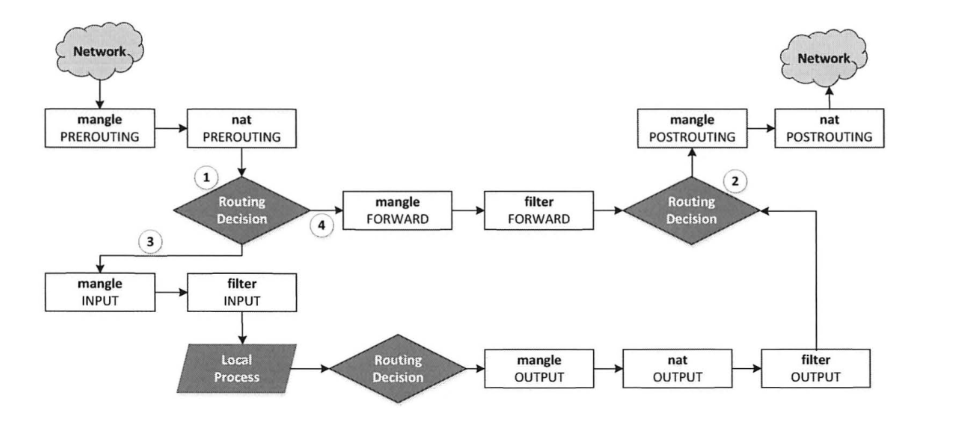 Network
Network
mangle
PREROUTING
nat
PREROUTING
mangle
POSTROUTING
nat
POSTROUTING
1
Routing
Decision
4
mangle
FORWARD
filter
FORWARD
2
Routing
Decision
3
mangle
INPUT
filter
INPUT
Local
Process
Routing
Decision
mangle
OUTPUT
nat
OUTPUT
filter
OUTPUT